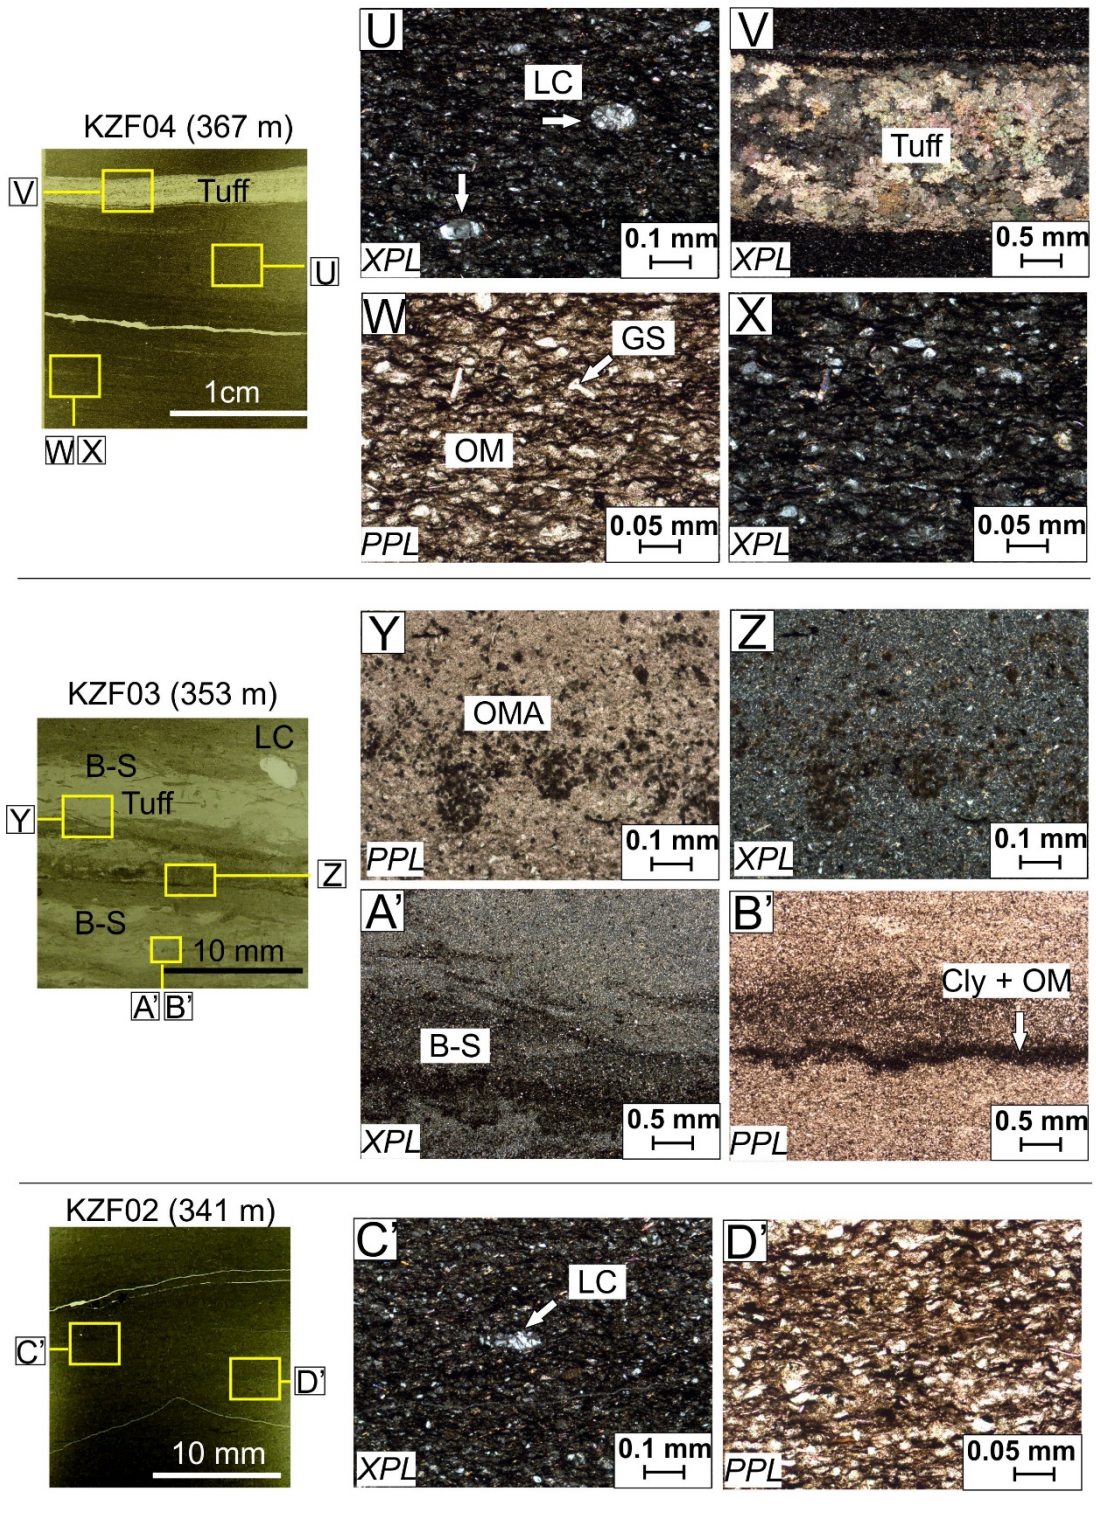 KZF04 (367 m)
V
Tuff
U
1cm
W X
U
LC
XPL
0.1 mm
V
Tuff
XPL
0.5 mm
W
GS
OM
PPL
0.05 mm
X
XPL
0.05 mm
KZF03 (353 m)
LC
B-S
Tuff
Y
Z
B-S
10 mm
A’ B’
Y
OMA
PPL
0.1 mm
Z
XPL
0.1 mm
A’
B-S
XPL
0.5 mm
B’
Cly + OM
PPL
0.5 mm
KZF02 (341 m)
C’
D’
10 mm
C’
LC
XPL
0.1 mm
D’
PPL
0.05 mm